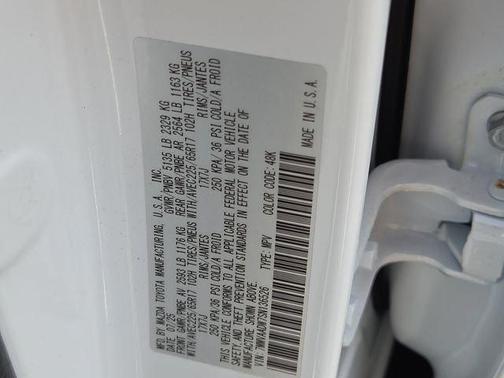 MFD. BY MAZDA TOYOTA MANUFACTURING, U.S.A. INC.
DATE: 07/25 GVWR/PNBV 5135 LB 2329 KG
FRONT GAWR/PNBE AV 2593 LB 1176 KG REAR GAWR/PNBE AR 2564 LB 1163 KG
WITH/AVEC225/65R17 102H TIRES/PNEUS WITH/AVEC225/65R17 102H TIRES/PNEUS
17X7J RIMS/JANTES 17X7J RIMS/JANTES
250 KPA/36 PSI COLD/A FROID 250 KPA/ 36 PSI COLD/A FROID
THIS VEHICLE CONFORMS TO ALL APPLICABLE FEDERAL MOTOR VEHICLE
SAFETY AND THEFT PREVENTION STANDARDS IN EFFECT ON THE DATE OF
MANUFACTURE SHOWN ABOVE.
TYPE: MPV COLOR CODE: 48K MADE IN U.S.A.